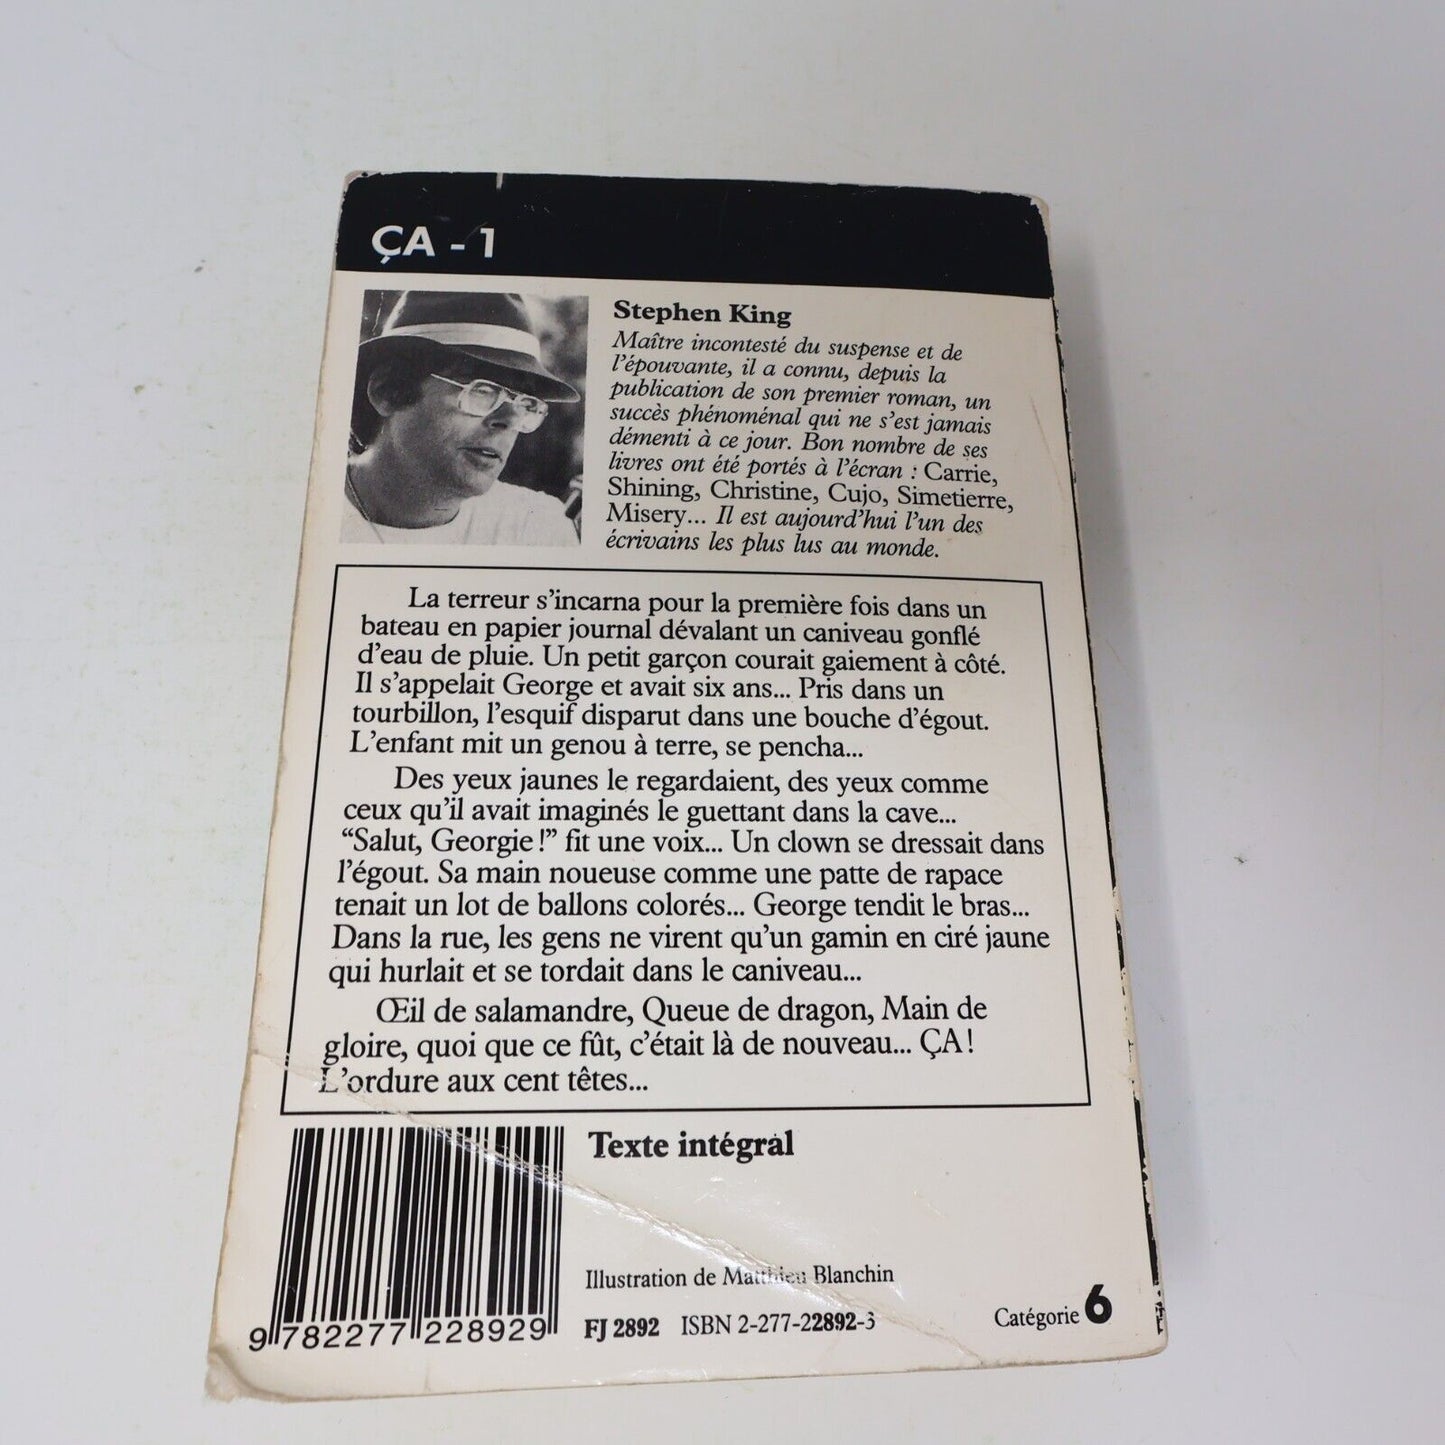 ÇA - 1
Stephen King
Maître incontesté du suspense et de
l'épouvante, il a connu, depuis la
publication de son premier roman, un
succès phénoménal qui ne s'est jamais
démenti à ce jour. Bon nombre de ses
livres ont été portés à l'écran : Carrie,
Shining, Christine, Cujo, Simetierre,
Misery... Il est aujourd'hui l'un des
écrivains les plus lus au monde.
La terreur s'incarna pour la première fois dans un
bateau en papier journal dévalant un caniveau gonflé
d'eau de pluie. Un petit garçon courait gaiement à côté.
Il s'appelait George et avait six ans... Pris dans un
tourbillon, l'esquif disparut dans une bouche d'égout.
L'enfant mit un genou à terre, se pencha...
Des yeux jaunes le regardaient, des yeux comme
ceux qu'il avait imaginés le guettant dans la cave...
“Salut, Georgie !” fit une voix... Un clown se dressait dans
l'égout. Sa main noueuse comme une patte de rapace
tenait un lot de ballons colorés... George tendit le bras...
Dans la rue, les gens ne virent qu'un gamin en ciré jaune
qui hurlait et se tordait dans le caniveau...
Œil de salamandre, Queue de dragon, Main de
gloire, quoi que ce fût, c'était là de nouveau... ÇA !
L'ordure aux cent têtes...
Texte intégral
Illustration de Matthieu Blanchin
FJ 2892 ISBN 2-277-22892-3
Catégorie 6
9 782277 228929